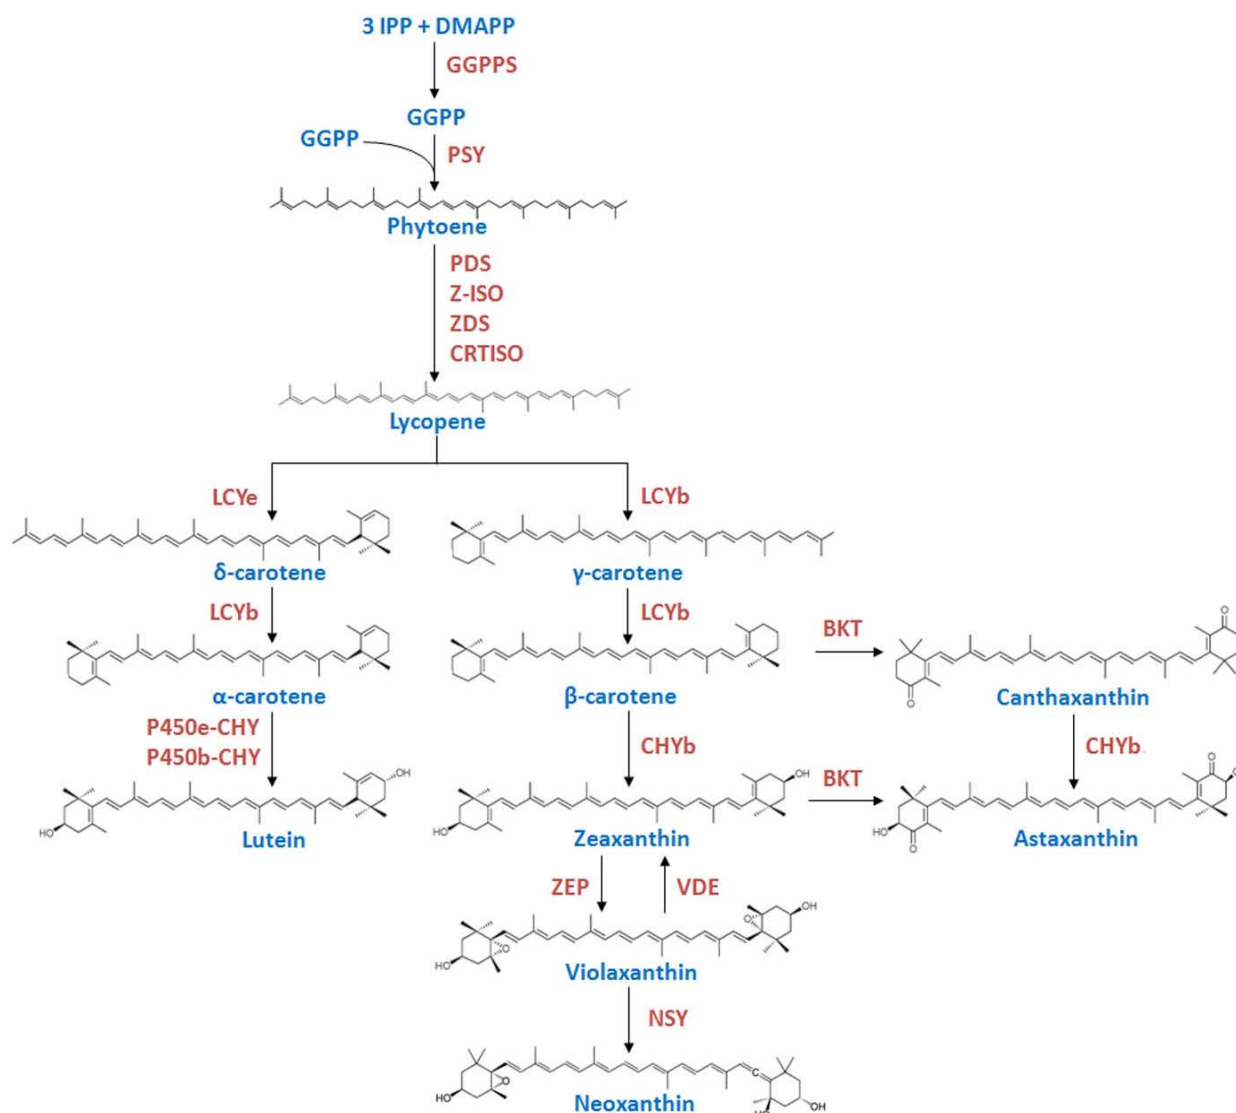 3 IPP + DMAPP
GGPPS
GGPP
GGPP
PSY
Phytoene
PDS
Z-ISO
ZDS
CRTISO
Lycopene
LCYe
LCYb
δ-carotene
γ-carotene
LCYb
LCYb
BKT
O
O
α-carotene
β-carotene
Canthaxanthin
P450e-CHY
P450b-CHY
CHYb
CHYb
OH
OH
BKT
O
O
HO
HO
HO
O
Lutein
Zeaxanthin
Astaxanthin
ZEP
VDE
OH
O
O
HO
Violaxanthin
NSY
O
C
HO
HO
OH
Neoxanthin